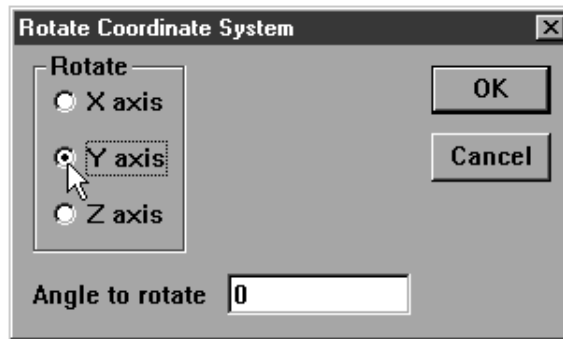 Rotate Coordinate System
Rotate
X axis
Y axis
Z axis
OK
Cancel
Angle to rotate 0